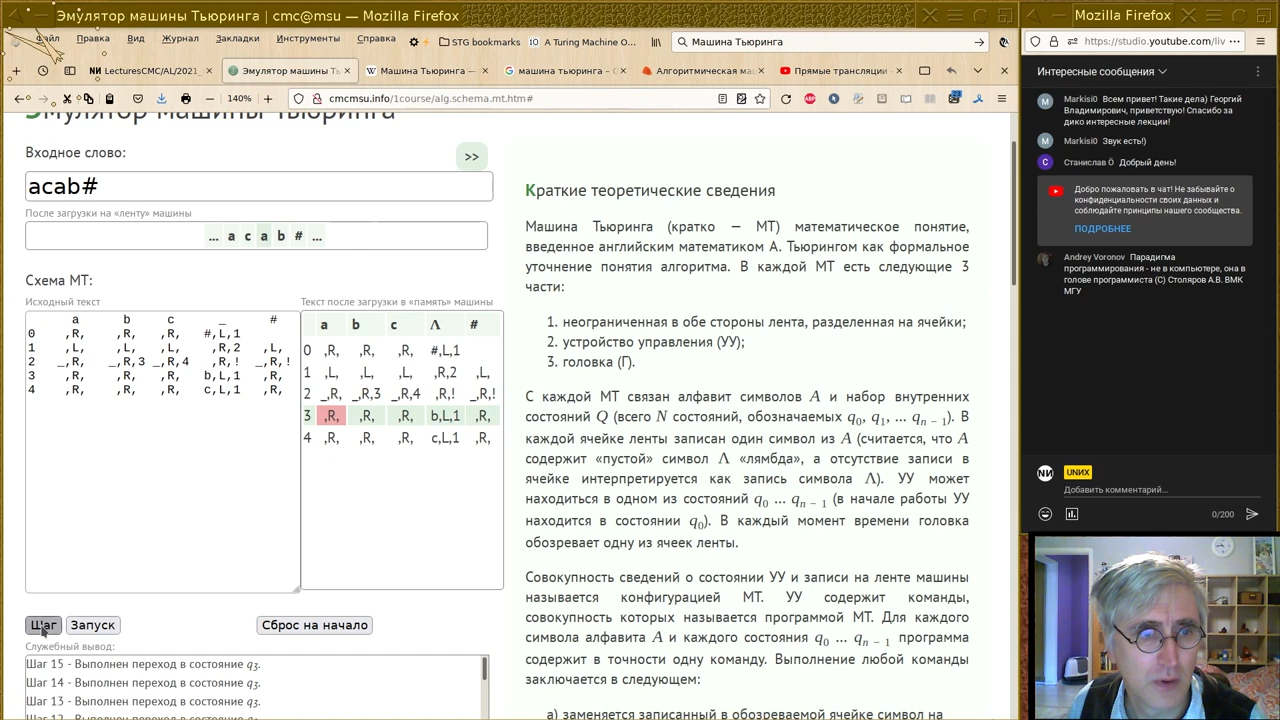 Эмулятор машины Тьюринга | cmc@msu — Mozilla Firefox
Mozilla Firefox
Файл Правка Вид Журнал Закладки Инструменты Справка
STG bookmarks
A Turing Machine O...
Машина Тьюринга
https://studio.youtube.com/liv
LecturesCMC/AL/2021
Эмулятор машины Ть
Машина Тьюринга —
машина тьюринга –
Алгоритмическая ма
Прямые трансляции -
140%
cmcmsu.info/1course/alg.schema.mt.htm#
Эмулятор машины Тьюринга
Входное слово:
>>
acab#
После загрузки на «ленту» машины
... a c a b # ...
Схема МТ:
Исходный текст
a b c _ #
0 ,R, ,R, ,R, #,L,1
1 ,L, ,L, ,L, ,R,2 ,L,
2 _,R, _,R,3 _,R,4 ,R,! _,R,!
3 ,R, ,R, ,R, b,L,1 ,R,
4 ,R, ,R, ,R, c,L,1 ,R,
Текст после загрузки в «память» машины
a b c Λ #
0 ,R, ,R, ,R, #,L,1
1 ,L, ,L, ,L, ,R,2 ,L,
2 _,R, _,R,3 _,R,4 ,R,! _,R,!
3 ,R, ,R, ,R, b,L,1 ,R,
4 ,R, ,R, ,R, c,L,1 ,R,
Шаг Запуск Сброс на начало
Служебный вывод:
Шаг 15 - Выполнен переход в состояние q3.
Шаг 14 - Выполнен переход в состояние q3.
Шаг 13 - Выполнен переход в состояние q3.
Краткие теоретические сведения
Машина Тьюринга (кратко — МТ) математическое понятие,
введенное английским математиком А. Тьюрингом как формальное
уточнение понятия алгоритма. В каждой МТ есть следующие 3
части:
1. неограниченная в обе стороны лента, разделенная на ячейки;
2. устройство управления (УУ);
3. головка (Г).
С каждой МТ связан алфавит символов A и набор внутренних
состояний Q (всего N состояний, обозначаемых q0, q1, ... qn − 1). В
каждой ячейке ленты записан один символ из A (считается, что A
содержит «пустой» символ Λ «лямбда», а отсутствие записи в
ячейке интерпретируется как запись символа Λ). УУ может
находиться в одном из состояний q0 ... qn − 1 (в начале работы УУ
находится в состоянии q0). В каждый момент времени головка
обозревает одну из ячеек ленты.
Совокупность сведений о состоянии УУ и записи на ленте машины
называется конфигурацией МТ. УУ содержит команды,
совокупность которых называется программой МТ. Для каждого
символа алфавита A и каждого состояния q0 ... qn − 1 программа
содержит в точности одну команду. Выполнение любой команды
заключается в следующем:
а) заменяется записанный в обозреваемой ячейке символ на
Интересные сообщения
Markisi0 Всем привет! Такие дела) Георгий
Владимирович, приветствую! Спасибо за
дико интересные лекции!
Markisi0 Звук есть!)
Станислав Ö Добрый день!
Добро пожаловать в чат! Не забывайте о
конфиденциальности своих данных и
соблюдайте принципы нашего сообщества.
ПОДРОБНЕЕ
Andrey Voronov Парадигма
программирования - не в компьютере, она в
голове программиста (С) Столяров А.В. ВМК
МГУ
UNИX
Добавить комментарий...
0/200